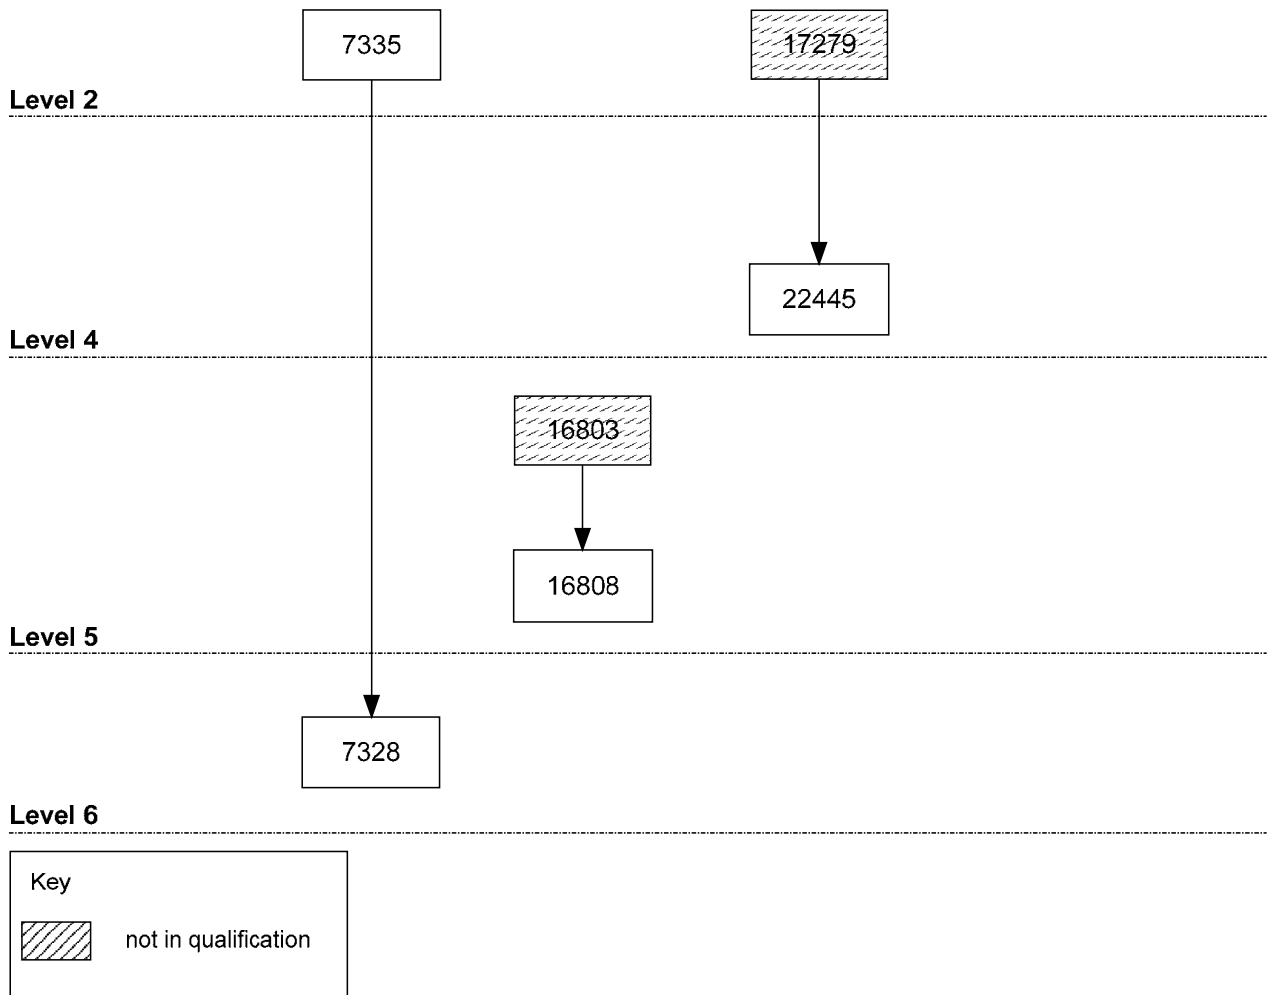 7335
17279
Level 2
22445
Level 4
16803
16808
Level 5
7328
Level 6
Key
not in qualification